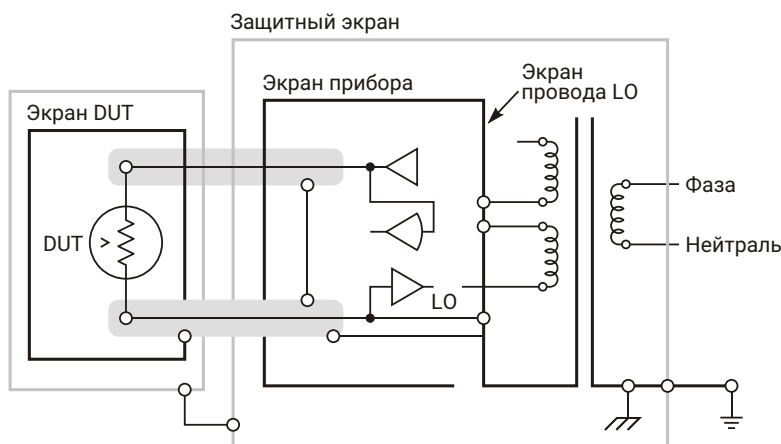 Защитный экран
Экран прибора
Экран
провода LO
Экран DUT
Фаза
DUT
Нейтраль
LO